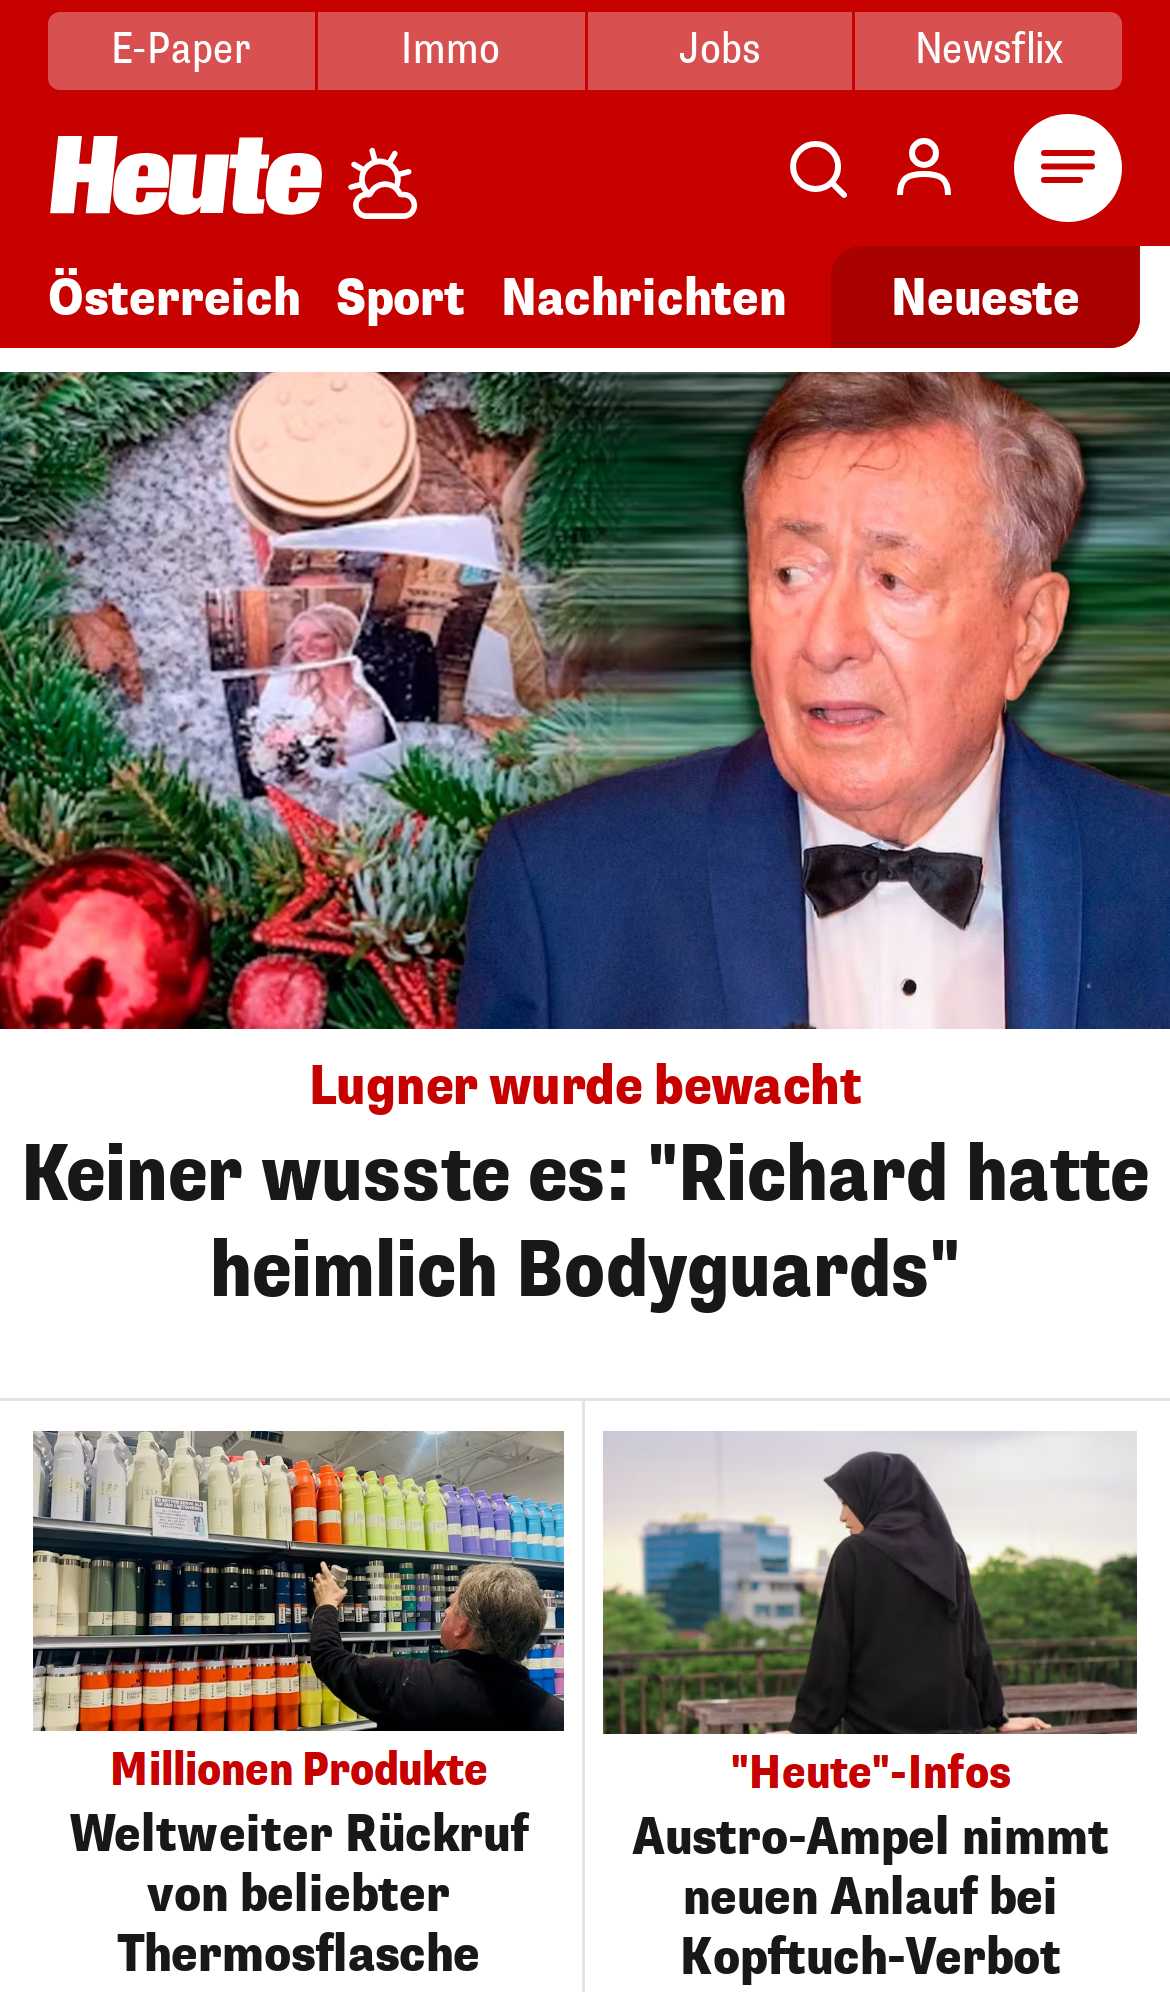 E-Paper Immo Jobs Newsflix
Heute
Österreich Sport Nachrichten Neueste
Lugner wurde bewacht
Keiner wusste es: "Richard hatte
heimlich Bodyguards"
Millionen Produkte
Weltweiter Rückruf
von beliebter
Thermosflasche
"Heute"-Infos
Austro-Ampel nimmt
neuen Anlauf bei
Kopftuch-Verbot